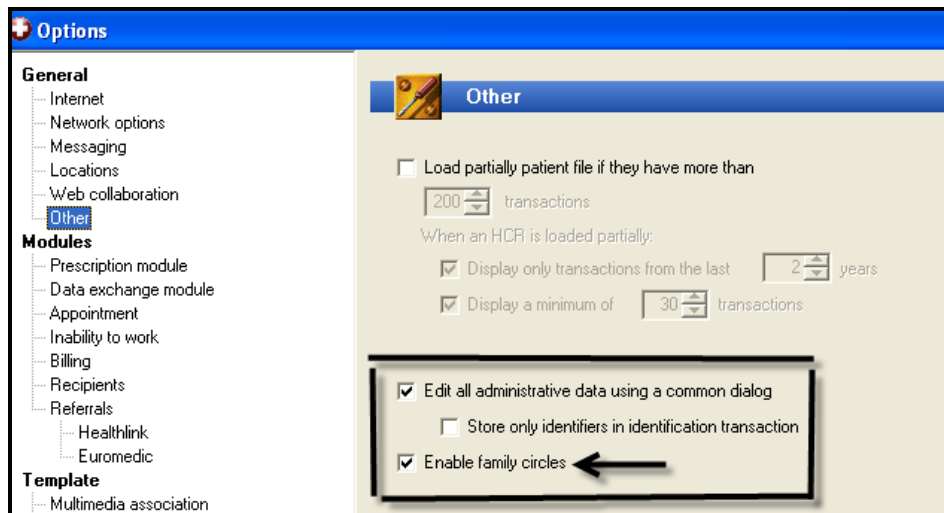 Options
General
Internet
Network options
Messaging
Locations
Web collaboration
Other
Modules
Prescription module
Data exchange module
Appointment
Inability to work
Billing
Recipients
Referrals
Healthlink
Euromedic
Template
Multimedia association
Other
Load partially patient file if they have more than
200 transactions
When an HCR is loaded partially:
Display only transactions from the last 2 years
Display a minimum of 30 transactions
Edit all administrative data using a common dialog
Store only identifiers in identification transaction
Enable family circles